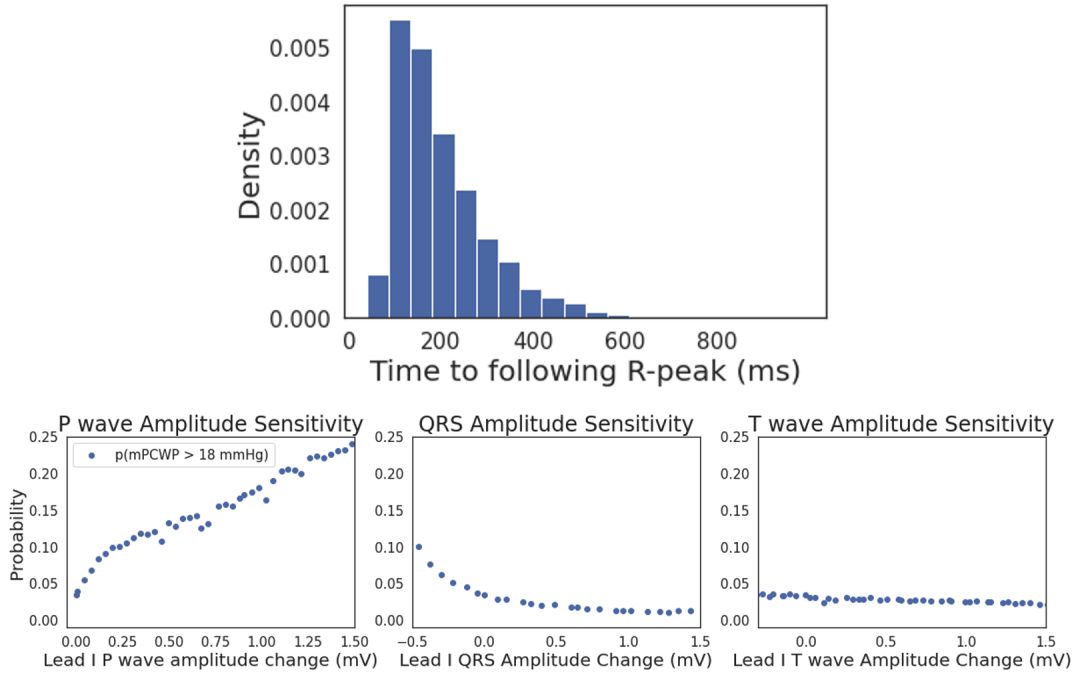 Density
0.005
0.004
0.003
0.002
0.001
0.000
0 200 400 600 800
Time to following R-peak (ms)
P wave Amplitude Sensitivity
Probability
0.25
0.20
0.15
0.10
0.05
0.00
p(mPCWP > 18 mmHg)
0.00 0.25 0.50 0.75 1.00 1.25 1.50
Lead I P wave amplitude change (mV)
QRS Amplitude Sensitivity
0.25
0.20
0.15
0.10
0.05
0.00
−0.5 0.0 0.5 1.0 1.5
Lead I QRS Amplitude Change (mV)
T wave Amplitude Sensitivity
0.25
0.20
0.15
0.10
0.05
0.00
0.0 0.5 1.0 1.5
Lead I T wave Amplitude Change (mV)